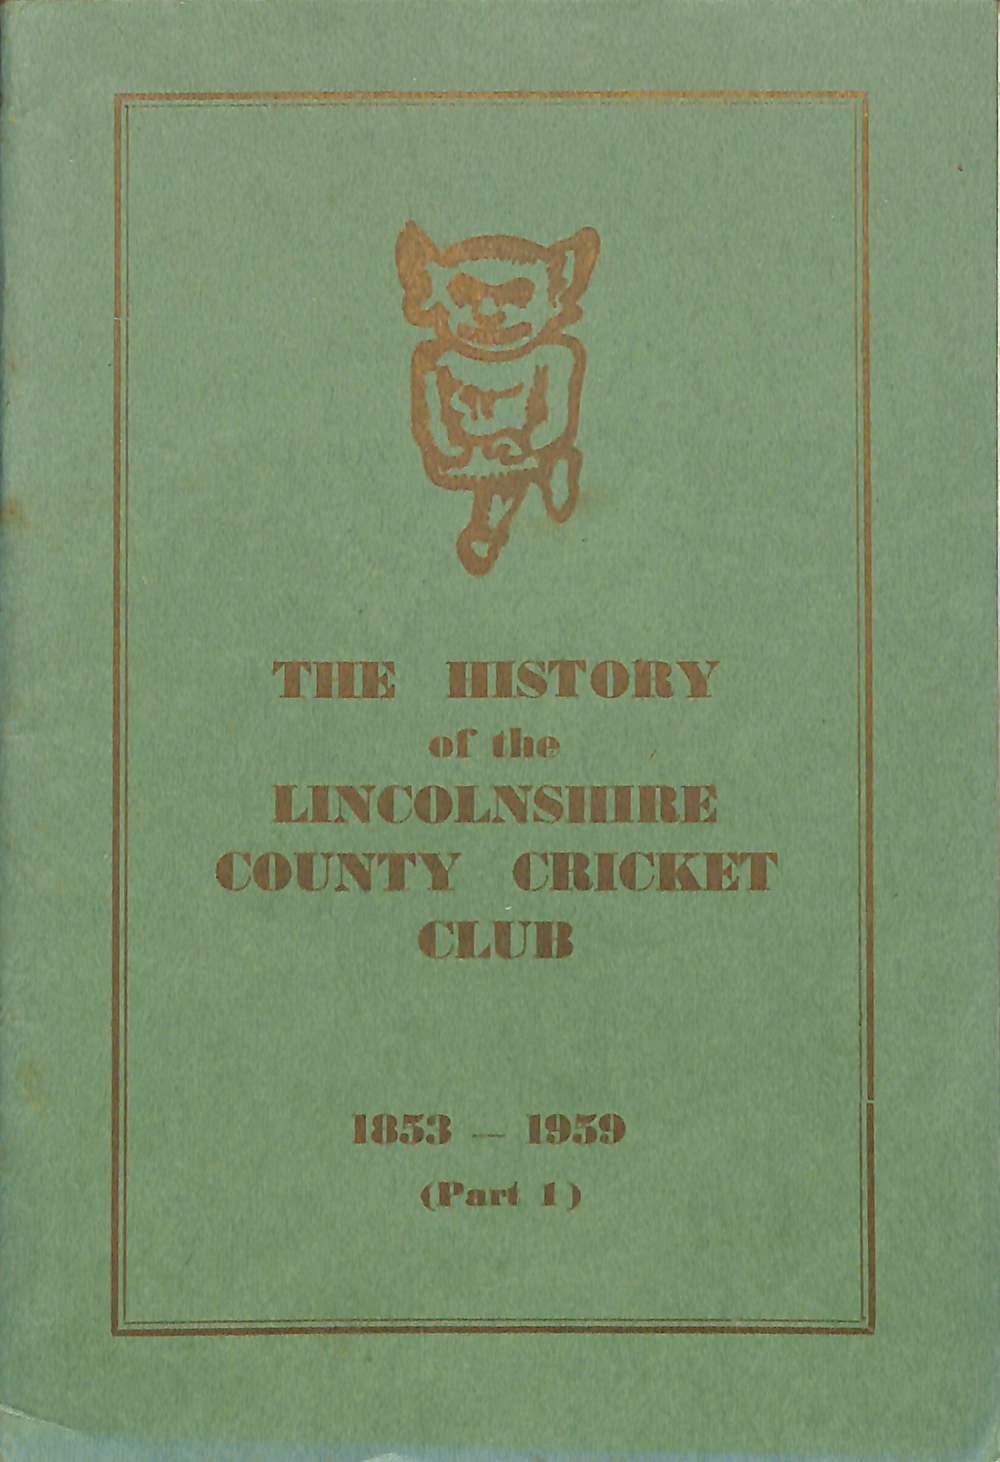 THE HISTORY
of the
LINCOLNSHIRE
COUNTY CRICKET
CLUB
1853 — 1959
(Part 1)